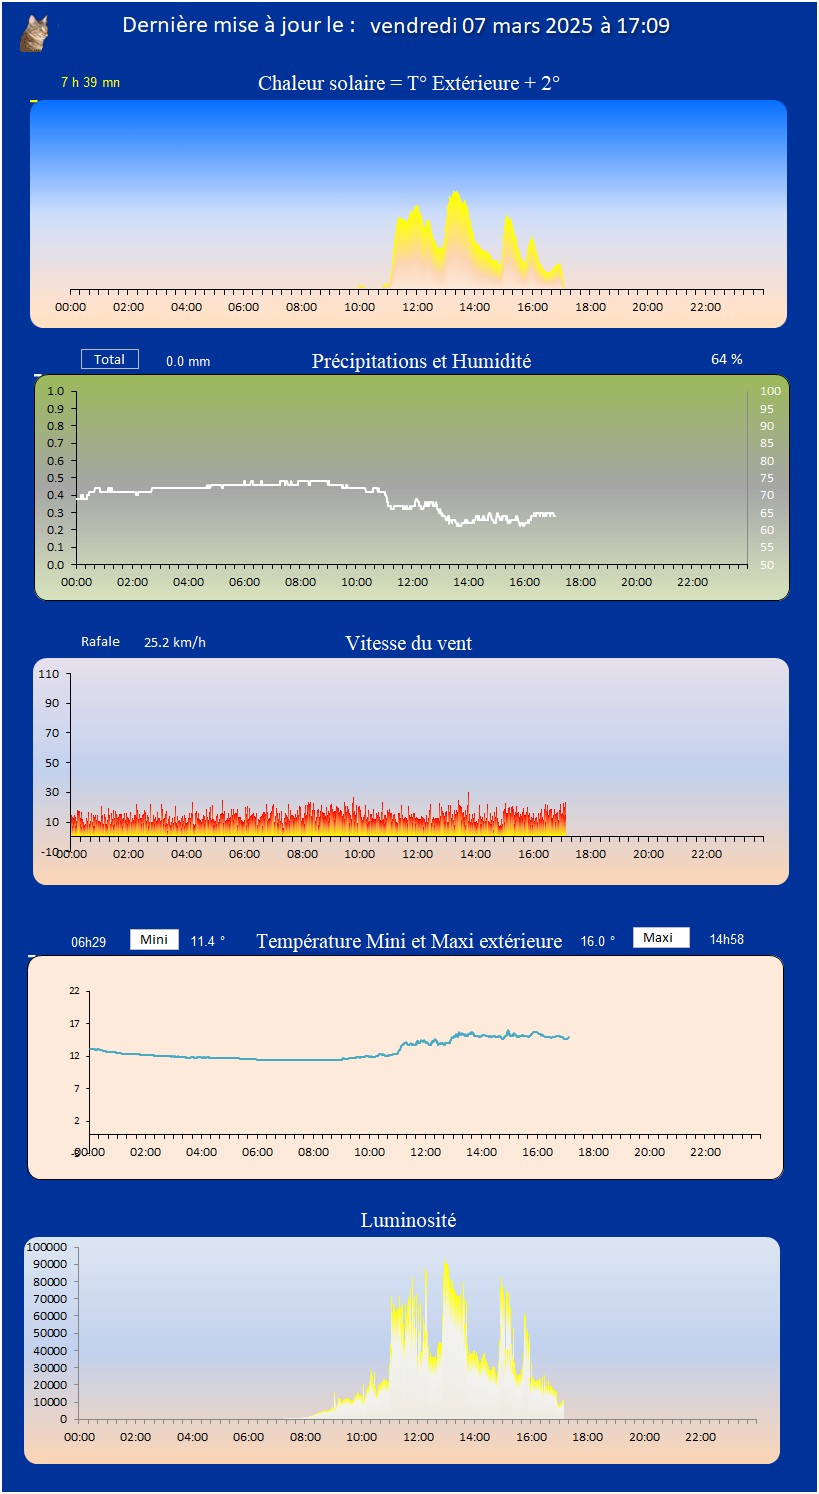 Dernière mise à jour le : vendredi 07 mars 2025 à 17:09
7 h 39 mn
Chaleur solaire = T° Extérieure + 2°
00:00 02:00 04:00 06:00 08:00 10:00 12:00 14:00 16:00 18:00 20:00 22:00
Total 0.0 mm Précipitations et Humidité 64 %
1.0 100
0.9 95
0.8 90
0.7 85
0.6 80
0.5 75
0.4 70
0.3 65
0.2 60
0.1 55
0.0 50
00:00 02:00 04:00 06:00 08:00 10:00 12:00 14:00 16:00 18:00 20:00 22:00
Rafale 25.2 km/h Vitesse du vent
110
90
70
50
30
10
-10
00:00 02:00 04:00 06:00 08:00 10:00 12:00 14:00 16:00 18:00 20:00 22:00
06h29 Mini 11.4 ° Température Mini et Maxi extérieure 16.0 ° Maxi 14h58
22
17
12
7
2
-3
00:00 02:00 04:00 06:00 08:00 10:00 12:00 14:00 16:00 18:00 20:00 22:00
Luminosité
100000
90000
80000
70000
60000
50000
40000
30000
20000
10000
0
00:00 02:00 04:00 06:00 08:00 10:00 12:00 14:00 16:00 18:00 20:00 22:00